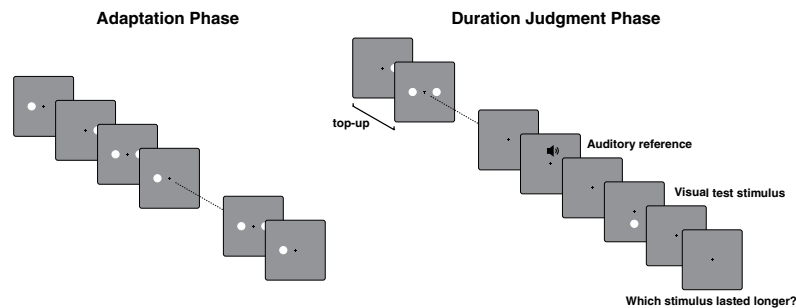 Adaptation Phase
Duration Judgment Phase
top-up
Auditory reference
Visual test stimulus
Which stimulus lasted longer?